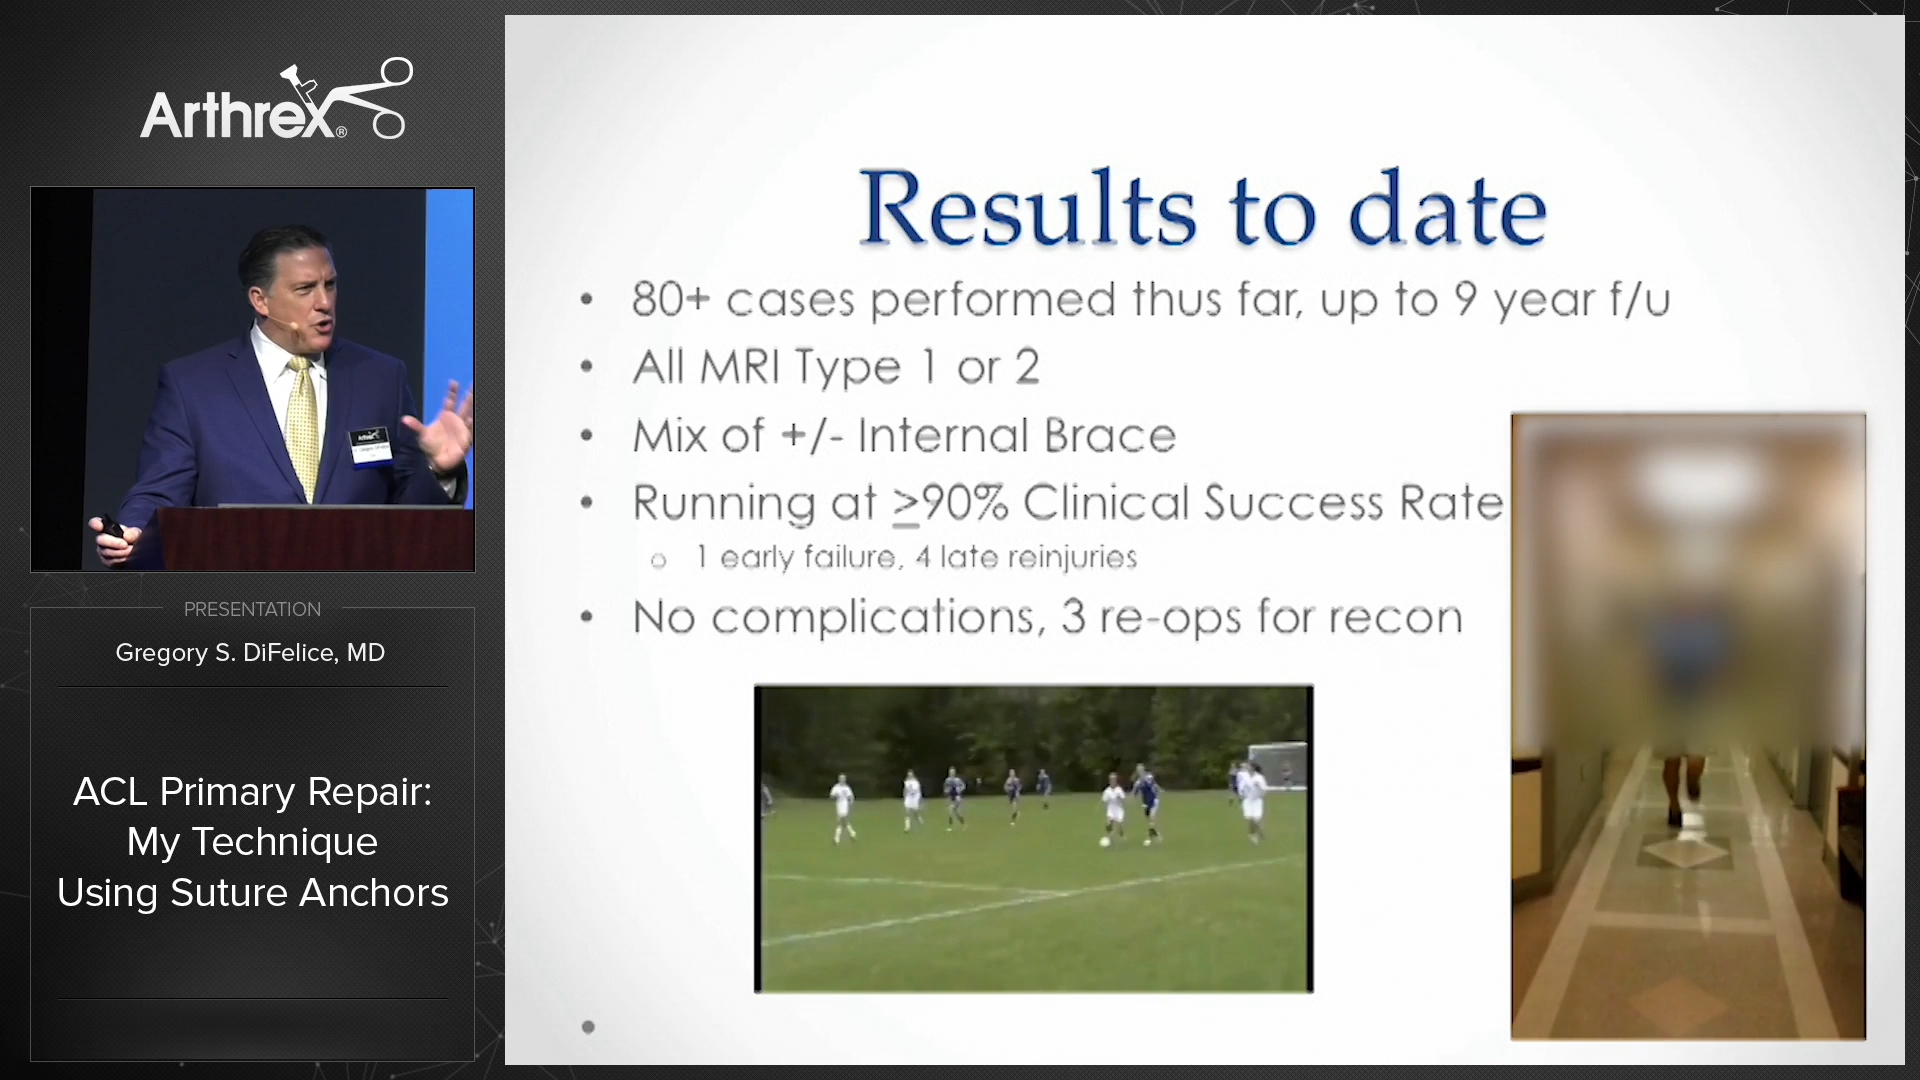 Arthrex®
PRESENTATION
Gregory S. DiFelice, MD
ACL Primary Repair:
My Technique
Using Suture Anchors
Results to date
• 80+ cases performed thus far, up to 9 year f/u
• All MRI Type 1 or 2
• Mix of +/- Internal Brace
• Running at ≥90% Clinical Success Rate
o 1 early failure, 4 late reinjuries
• No complications, 3 re-ops for recon
•